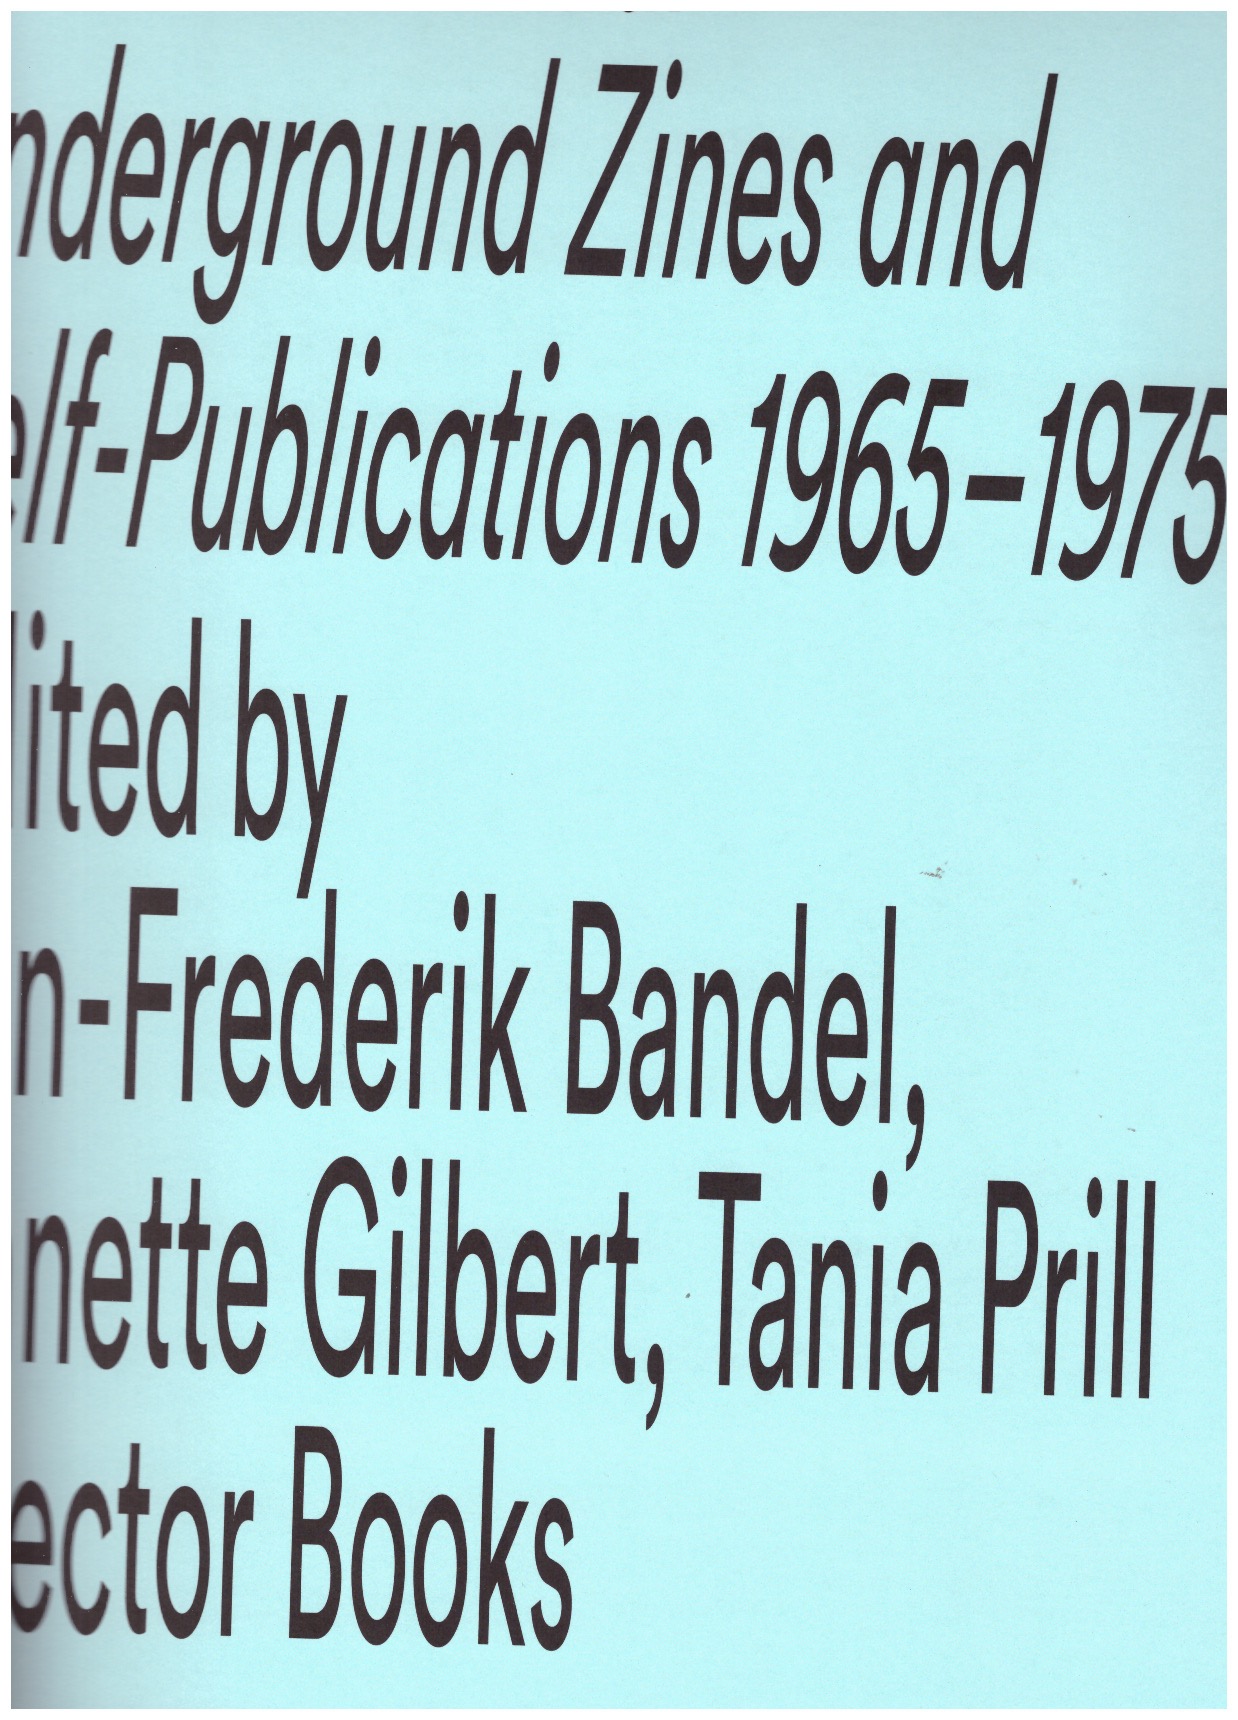 nderground Zines and
elf-Publications 1965–1975
lited by
n-Frederik Bandel,
nette Gilbert, Tania Prill
ector Books